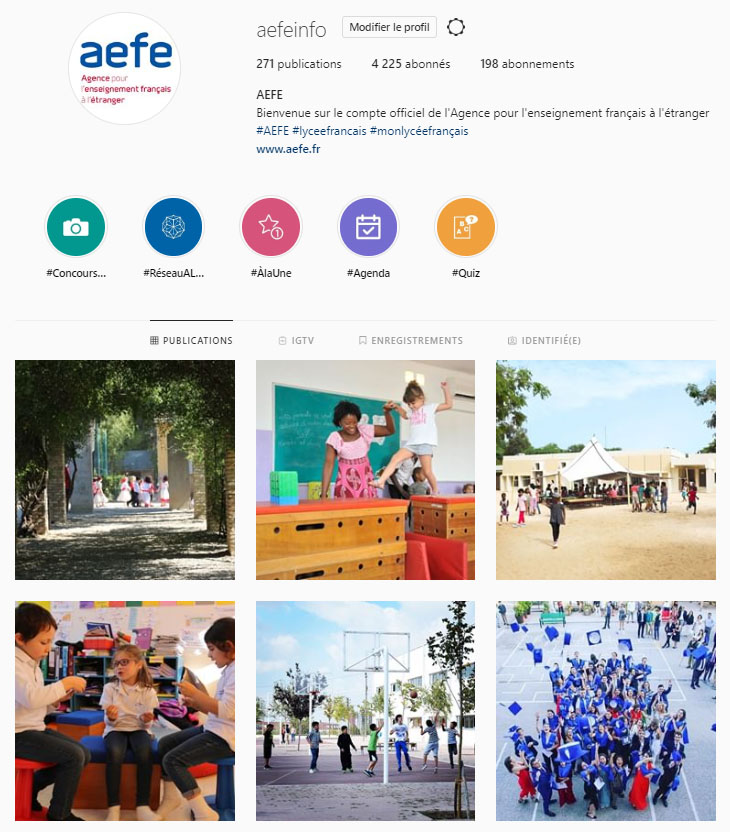 aefe
Agence pour
l'enseignement français
à l'étranger
aefeinfo Modifier le profil
271 publications 4 225 abonnés 198 abonnements
AEFE
Bienvenue sur le compte officiel de l'Agence pour l'enseignement français à l'étranger
#AEFE #lyceefrancais #monlycéefrançais
www.aefe.fr
#Concours... #RéseauAL... #ÀlaUne #Agenda #Quiz
PUBLICATIONS IGTV ENREGISTREMENTS IDENTIFIÉ(E)